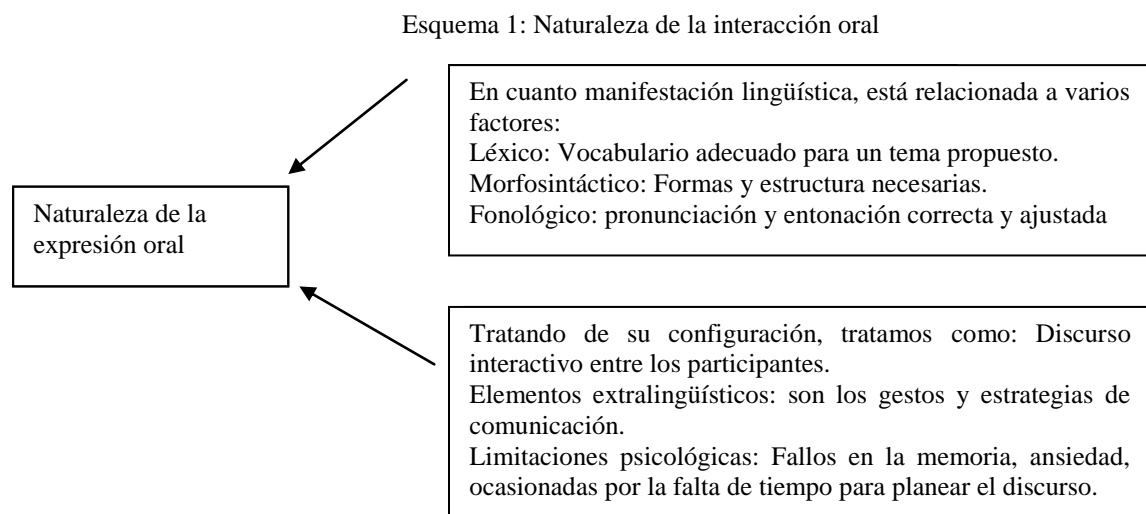 Esquema 1: Naturaleza de la interacción oral
En cuanto manifestación lingüística, está relacionada a varios
factores:
Léxico: Vocabulario adecuado para un tema propuesto.
Morfosintáctico: Formas y estructura necesarias.
Fonológico: pronunciación y entonación correcta y ajustada
Naturaleza de la
expresión oral
Tratando de su configuración, tratamos como: Discurso
interactivo entre los participantes.
Elementos extralingüísticos: son los gestos y estrategias de
comunicación.
Limitaciones psicológicas: Fallos en la memoria, ansiedad,
ocasionadas por la falta de tiempo para planear el discurso.